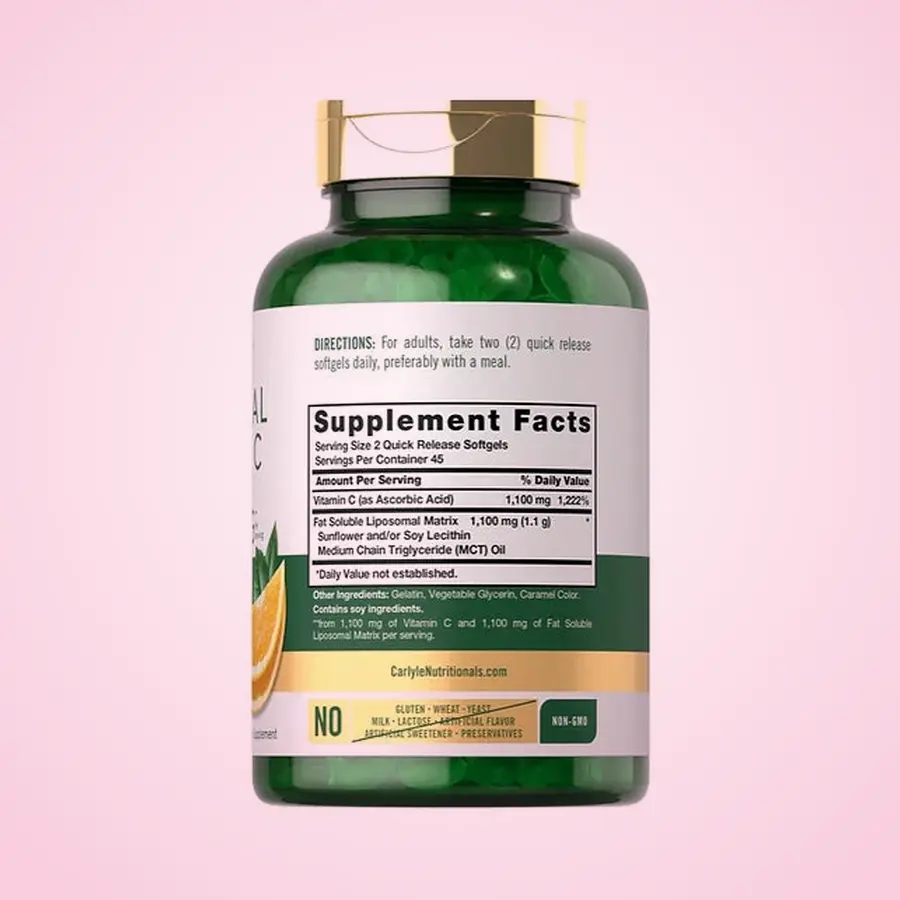 DIRECTIONS: For adults, take two (2) quick release
softgels daily, preferably with a meal.
AL
C
Supplement Facts
Serving Size 2 Quick Release Softgels
Servings Per Container 45
Amount Per Serving % Daily Value
Vitamin C (as Ascorbic Acid) 1,100 mg 1,222%
Fat Soluble Liposomal Matrix 1,100 mg (1.1 g) *
Sunflower and/or Soy Lecithin
Medium Chain Triglyceride (MCT) Oil
*Daily Value not established.
Other Ingredients: Gelatin, Vegetable Glycerin, Caramel Color.
Contains soy ingredients.
**from 1,100 mg of Vitamin C and 1,100 mg of Fat Soluble
Liposomal Matrix per serving.
CarlyleNutritionals.com
NO
GLUTEN • WHEAT • YEAST
MILK • LACTOSE • ARTIFICIAL FLAVOR
ARTIFICIAL SWEETENER • PRESERVATIVES
NON-GMO